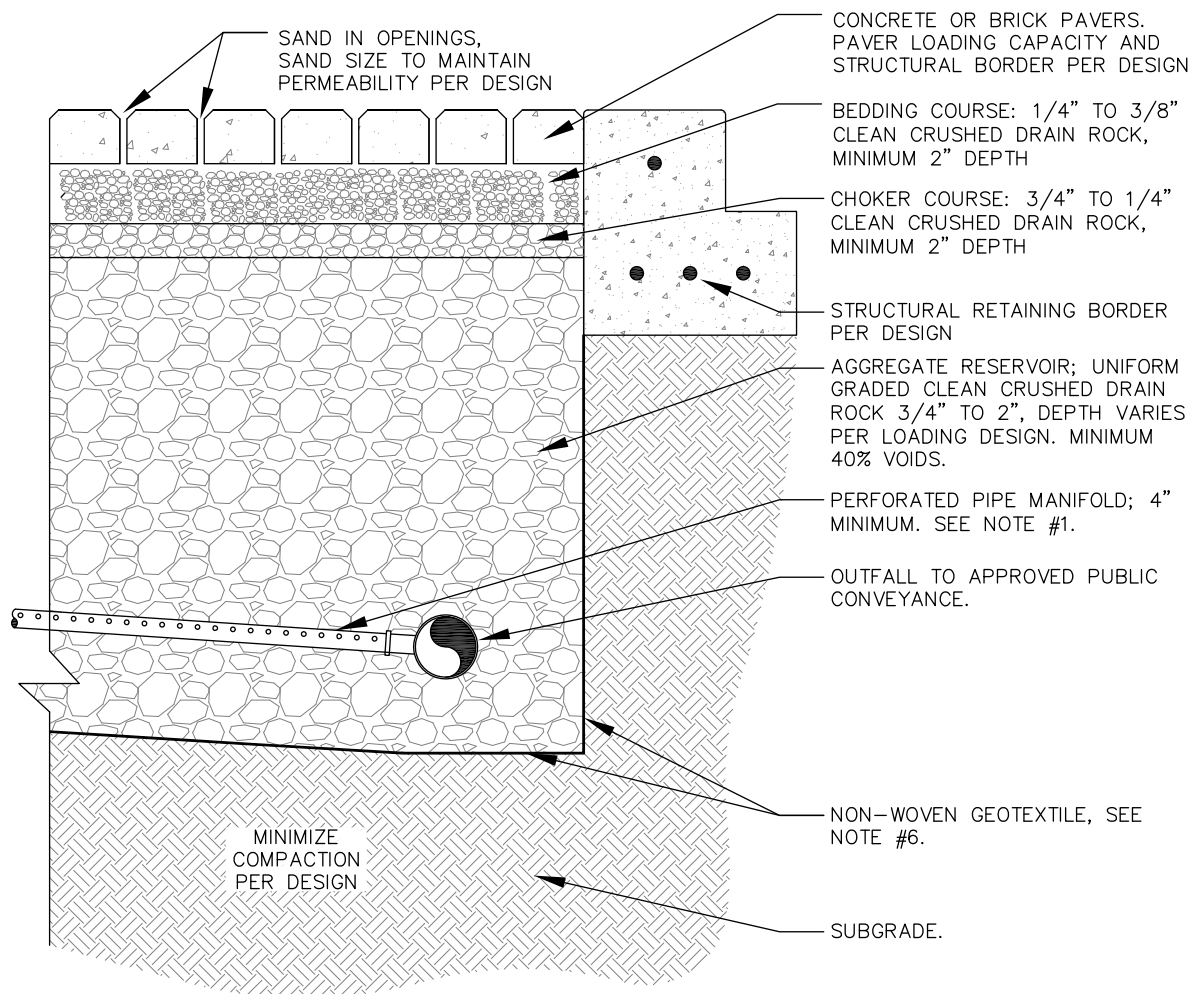 SAND IN OPENINGS,
SAND SIZE TO MAINTAIN
PERMEABILITY PER DESIGN
CONCRETE OR BRICK PAVERS.
PAVER LOADING CAPACITY AND
STRUCTURAL BORDER PER DESIGN
BEDDING COURSE: 1/4” TO 3/8”
CLEAN CRUSHED DRAIN ROCK,
MINIMUM 2” DEPTH
CHOKER COURSE: 3/4” TO 1/4”
CLEAN CRUSHED DRAIN ROCK,
MINIMUM 2” DEPTH
STRUCTURAL RETAINING BORDER
PER DESIGN
AGGREGATE RESERVOIR; UNIFORM
GRADED CLEAN CRUSHED DRAIN
ROCK 3/4” TO 2”, DEPTH VARIES
PER LOADING DESIGN. MINIMUM
40% VOIDS.
PERFORATED PIPE MANIFOLD; 4”
MINIMUM. SEE NOTE #1.
OUTFALL TO APPROVED PUBLIC
CONVEYANCE.
NON-WOVEN GEOTEXTILE, SEE
NOTE #6.
MINIMIZE
COMPACTION
PER DESIGN
SUBGRADE.